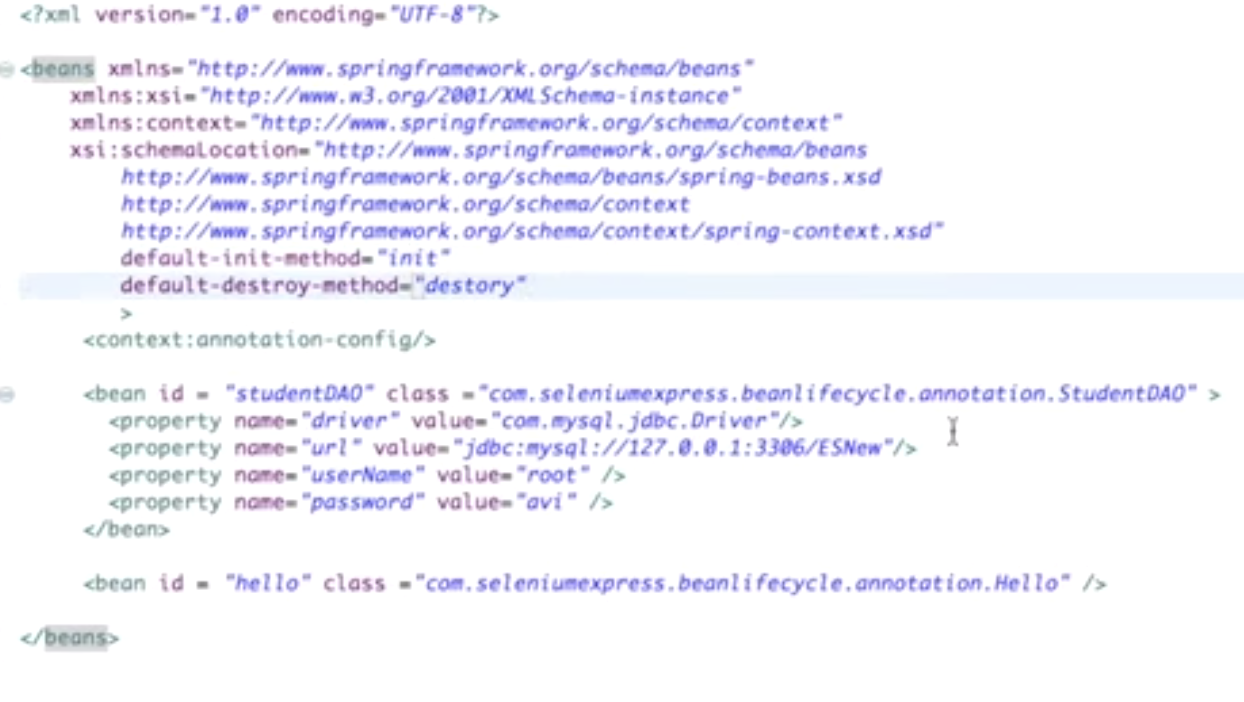 <?xml version="1.0" encoding="UTF-8"?>
<beans xmlns="http://www.springframework.org/schema/beans"
xmlns:xsi="http://www.w3.org/2001/XMLSchema-instance"
xmlns:context="http://www.springframework.org/schema/context"
xsi:schemaLocation="http://www.springframework.org/schema/beans
http://www.springframework.org/schema/beans/spring-beans.xsd
http://www.springframework.org/schema/context
http://www.springframework.org/schema/context/spring-context.xsd"
default-init-method="init"
default-destroy-method="destory"
>
<context:annotation-config/>
<bean id = "studentDAO" class ="com.seleniumexpress.beanlifecycle.annotation.StudentDAO" >
<property name="driver" value="com.mysql.jdbc.Driver"/>
<property name="url" value="jdbc:mysql://127.0.0.1:3306/ESNew"/>
<property name="userName" value="root" />
<property name="password" value="avi" />
</bean>
<bean id = "hello" class ="com.seleniumexpress.beanlifecycle.annotation.Hello" />
</beans>